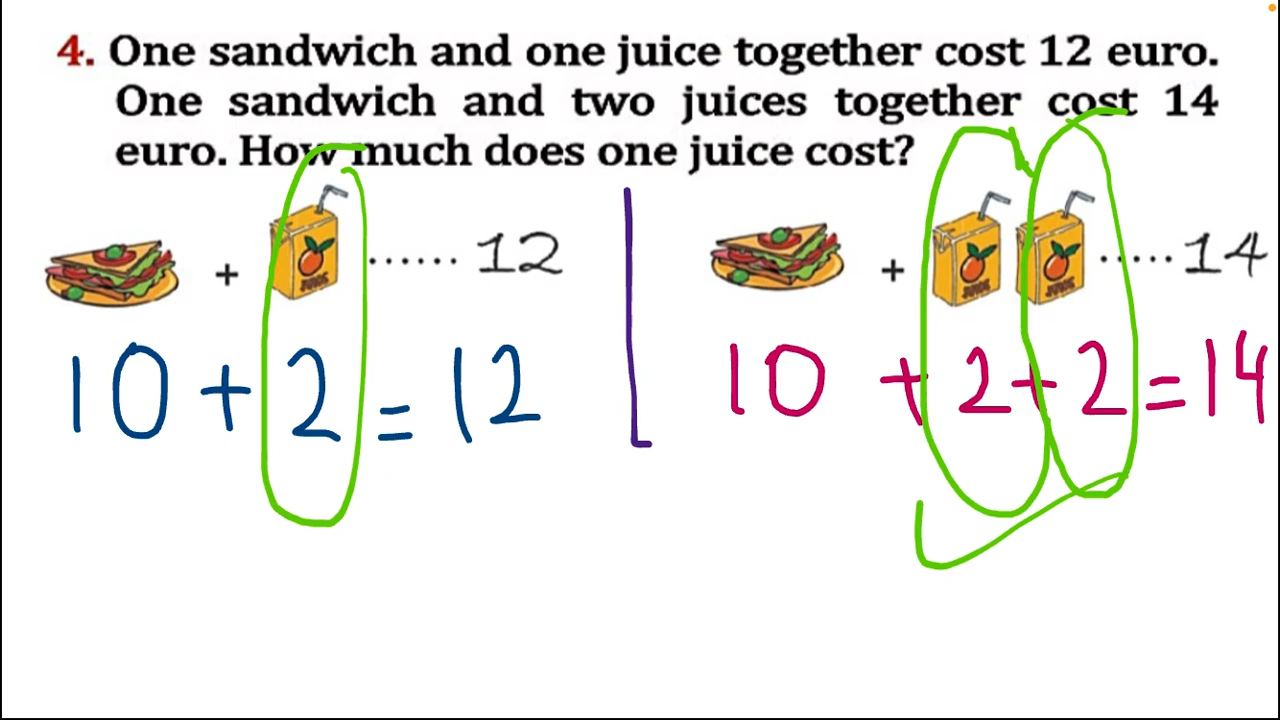 4. One sandwich and one juice together cost 12 euro.
One sandwich and two juices together cost 14
euro. How much does one juice cost?
+ ...... 12
+ ..... 14
10 + 2 = 12
10 + 2 + 2 = 14